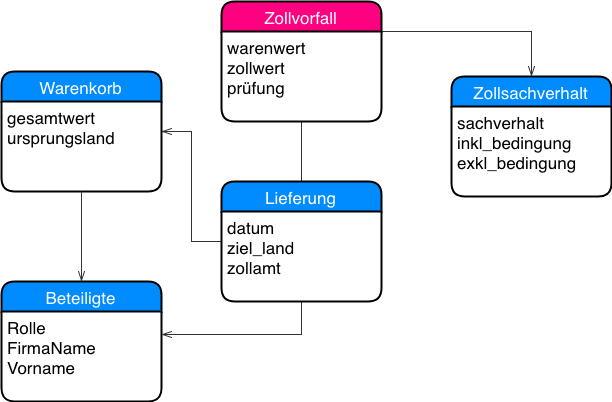 Zollvorfall
warenwert
zollwert
prüfung
Warenkorb
gesamtwert
ursprungsland
Zollsachverhalt
sachverhalt
inkl_bedingung
exkl_bedingung
Lieferung
datum
ziel_land
zollamt
Beteiligte
Rolle
FirmaName
Vorname